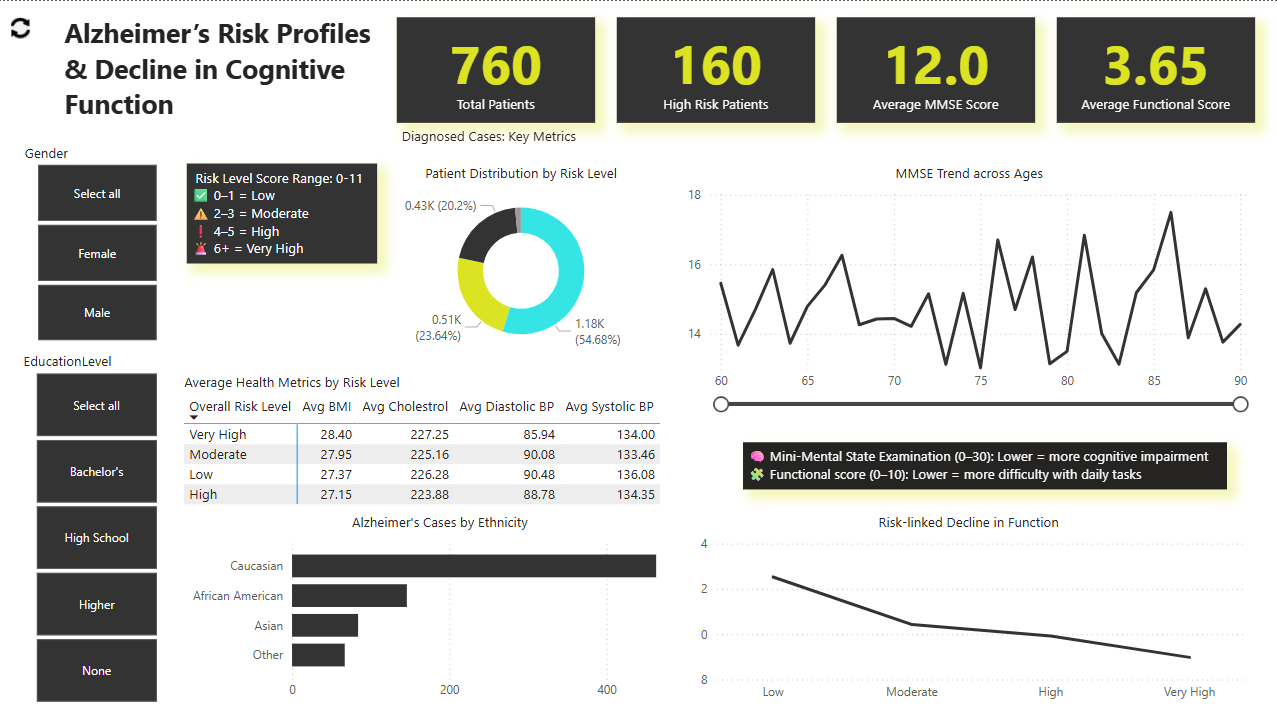 Alzheimer’s Risk Profiles
& Decline in Cognitive
Function
760
Total Patients
160
High Risk Patients
12.0
Average MMSE Score
3.65
Average Functional Score
Diagnosed Cases: Key Metrics
Gender
Select all
Female
Male
EducationLevel
Select all
Bachelor's
High School
Higher
None
Risk Level Score Range: 0-11
✅ 0–1 = Low
⚠️ 2–3 = Moderate
❗ 4–5 = High
🚨 6+ = Very High
Patient Distribution by Risk Level
0.43K (20.2%)
0.51K
(23.64%)
1.18K
(54.68%)
MMSE Trend across Ages
18
16
14
60 65 70 75 80 85 90
Average Health Metrics by Risk Level
Overall Risk Level Avg BMI Avg Cholestrol Avg Diastolic BP Avg Systolic BP
Very High 28.40 227.25 85.94 134.00
Moderate 27.95 225.16 90.08 133.46
Low 27.37 226.28 90.48 136.08
High 27.15 223.88 88.78 134.35
🧠 Mini-Mental State Examination (0–30): Lower = more cognitive impairment
🧩 Functional score (0–10): Lower = more difficulty with daily tasks
Alzheimer's Cases by Ethnicity
Caucasian
African American
Asian
Other
0 200 400
Risk-linked Decline in Function
4
2
0
8
Low Moderate High Very High